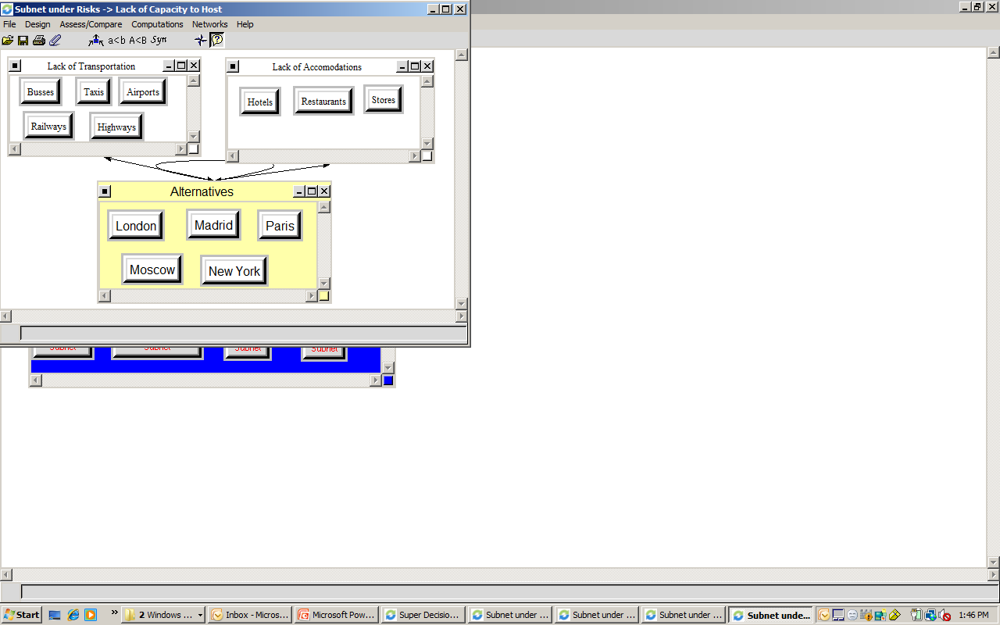 Subnet under Risks -> Lack of Capacity to Host
File Design Assess/Compare Computations Networks Help
a<b A<B Syn
Lack of Transportation
Busses Taxis Airports
Railways Highways
Lack of Accomodations
Hotels Restaurants Stores
Alternatives
London Madrid Paris
Moscow New York
Subnet Subnet Subnet Subnet
Start » 2 Windows ... Inbox - Micros... Microsoft Pow... Super Decisio... Subnet under ... Subnet under ... Subnet under ... Subnet unde... 1:46 PM